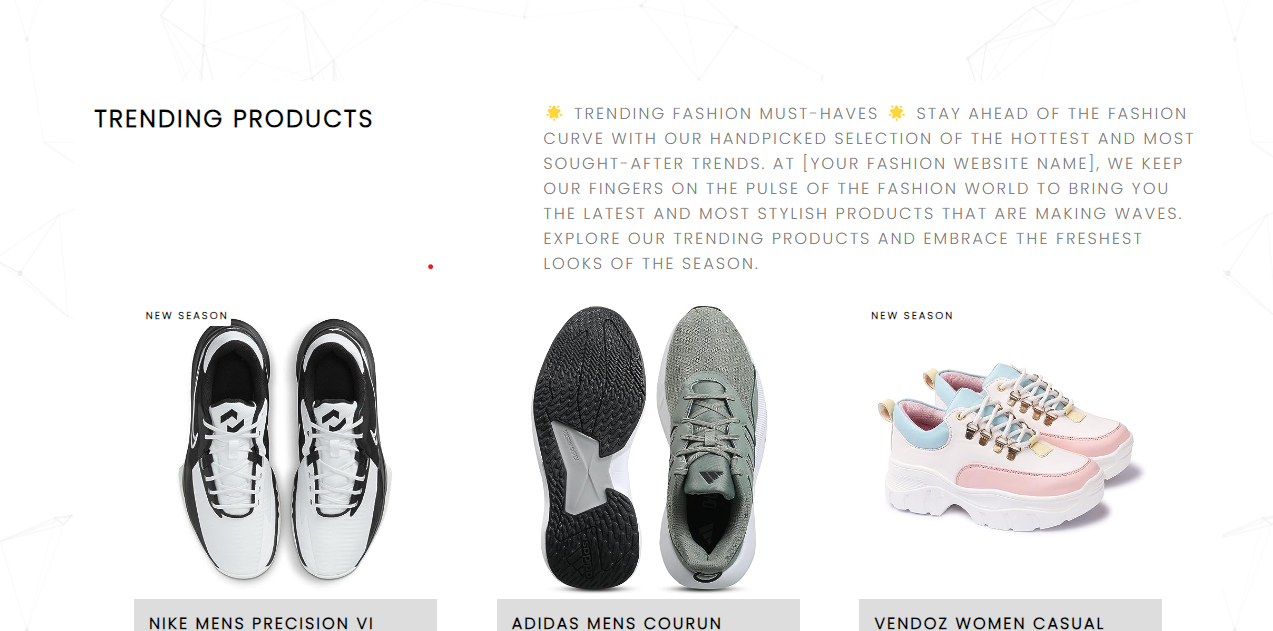 TRENDING PRODUCTS
🌟 TRENDING FASHION MUST-HAVES 🌟 STAY AHEAD OF THE FASHION
CURVE WITH OUR HANDPICKED SELECTION OF THE HOTTEST AND MOST
SOUGHT-AFTER TRENDS. AT [YOUR FASHION WEBSITE NAME], WE KEEP
OUR FINGERS ON THE PULSE OF THE FASHION WORLD TO BRING YOU
THE LATEST AND MOST STYLISH PRODUCTS THAT ARE MAKING WAVES.
EXPLORE OUR TRENDING PRODUCTS AND EMBRACE THE FRESHEST
LOOKS OF THE SEASON.
NEW SEASON
NEW SEASON
NIKE MENS PRECISION VI
ADIDAS MENS COURUN
VENDOZ WOMEN CASUAL